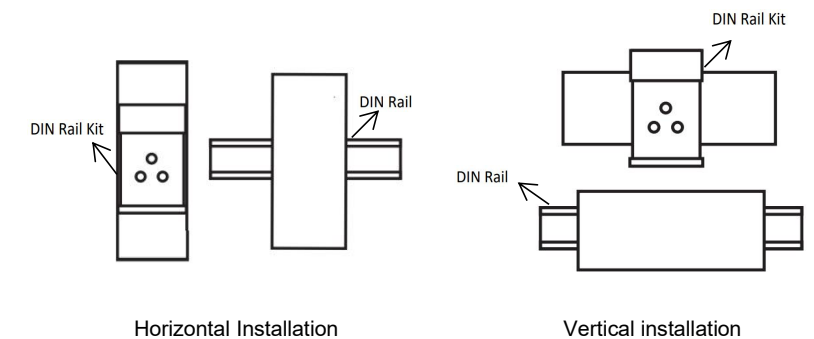 DIN Rail Kit
DIN Rail
Horizontal Installation
DIN Rail Kit
DIN Rail
Vertical installation